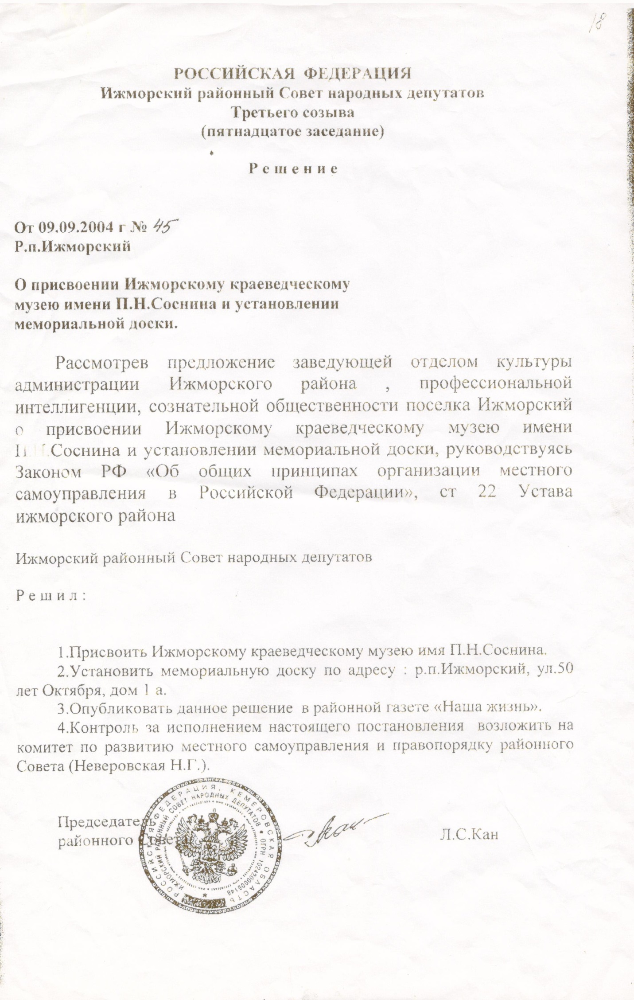 18
РОССИЙСКАЯ ФЕДЕРАЦИЯ
Ижморский районный Совет народных депутатов
Третьего созыва
(пятнадцатое заседание)
Р е ш е н и е
От 09.09.2004 г № 45
Р.п.Ижморский
О присвоении Ижморскому краеведческому
музею имени П.Н.Соснина и установлении
мемориальной доски.
Рассмотрев предложение заведующей отделом культуры
администрации Ижморского района , профессиональной
интеллигенции, сознательной общественности поселка Ижморский
о присвоении Ижморскому краеведческому музею имени
Соснина и установлении мемориальной доски, руководствуясь
Законом РФ «Об общих принципах организации местного
самоуправления в Российской Федерации», ст 22 Устава
ижморского района
Ижморский районный Совет народных депутатов
Р е ш и л :
1.Присвоить Ижморскому краеведческому музею имя П.Н.Соснина.
2.Установить мемориальную доску по адресу : р.п.Ижморский, ул.50
лет Октября, дом 1 а.
3.Опубликовать данное решение в районной газете «Наша жизнь».
4.Контроль за исполнением настоящего постановления возложить на
комитет по развитию местного самоуправления и правопорядку районного
Совета (Неверовская Н.Г.).
Председатель
районного Совета
Л.С.Кан
РОССИЙСКАЯ ФЕДЕРАЦИЯ, КЕМЕРОВСКАЯ ОБЛАСТЬ
ИЖМОРСКИЙ РАЙОННЫЙ СОВЕТ НАРОДНЫХ ДЕПУТАТОВ * ОГРН